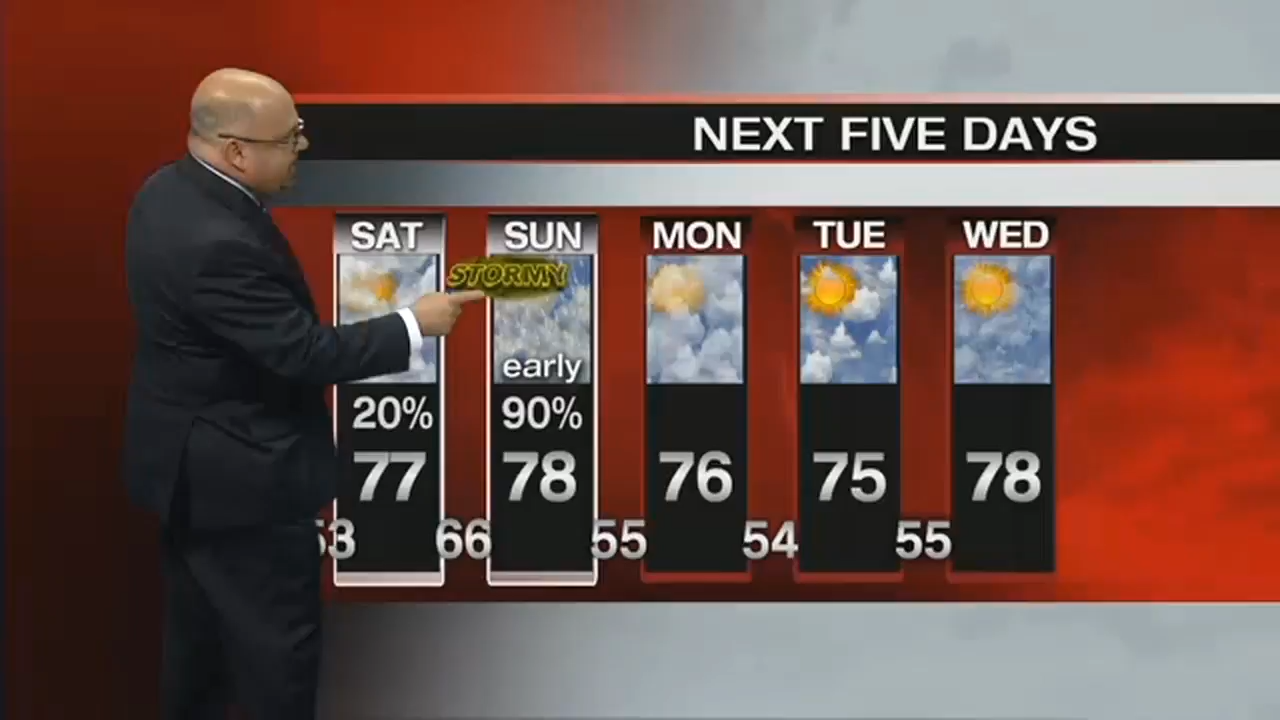 NEXT FIVE DAYS
SAT SUN MON TUE WED
STORMY
early
20% 90%
77 78 76 75 78
53 66 55 54 55